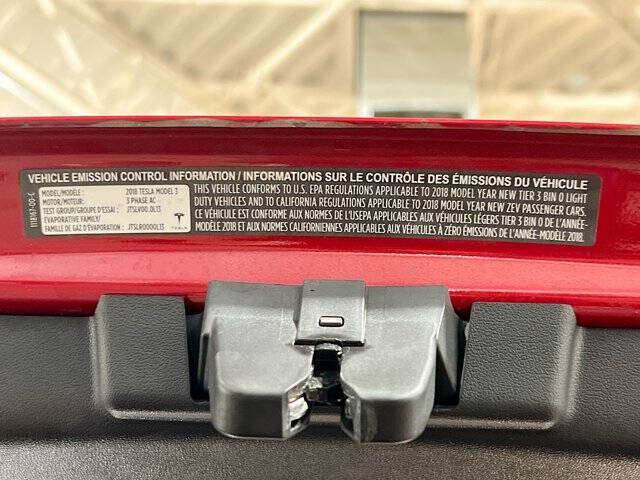 VEHICLE EMISSION CONTROL INFORMATION / INFORMATIONS SUR LE CONTRÔLE DES ÉMISSIONS DU VÉHICULE
1118167-00-C
MODEL/MODÈLE: 2018 TESLA MODEL 3
MOTOR/MOTEUR: 3 PHASE AC
TEST GROUP/GROUPE D'ESSAI: JTSLV00.0L13
EVAPORATIVE FAMILY/
FAMILLE DE GAZ D'ÉVAPORATION: JTSLR0000L13
TESLA
THIS VEHICLE CONFORMS TO U.S. EPA REGULATIONS APPLICABLE TO 2018 MODEL YEAR NEW TIER 3 BIN 0 LIGHT
DUTY VEHICLES AND TO CALIFORNIA REGULATIONS APPLICABLE TO 2018 MODEL YEAR NEW ZEV PASSENGER CARS.
CE VÉHICULE EST CONFORME AUX NORMES DE L'USEPA APPLICABLES AUX VÉHICULES LÉGERS TIER 3 BIN 0 DE L'ANNÉE-
MODÈLE 2018 ET AUX NORMES CALIFORNIENNES APPLICABLES À ZÉRO ÉMISSIONS DE L'ANNÉE-MODÈLE 2018.